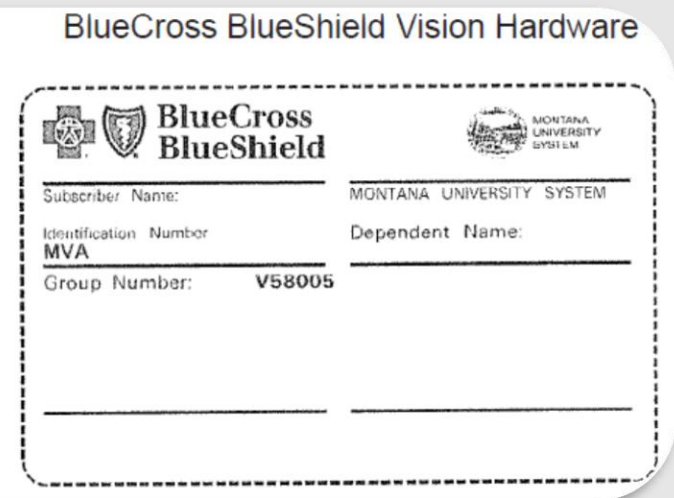 BlueCross BlueShield Vision Hardware
BlueCross
BlueShield
MONTANA
UNIVERSITY
SYSTEM
Subscriber Name:
MONTANA UNIVERSITY SYSTEM
Identification Number
MVA
Dependent Name:
Group Number: V58005